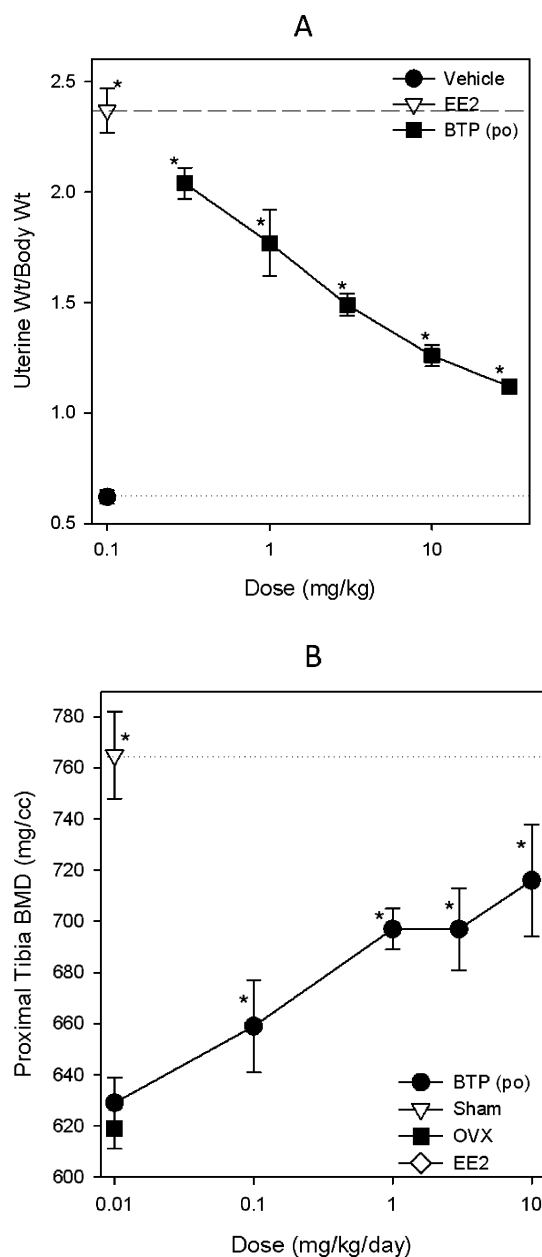 A
Vehicle
EE2
BTP (po)
2.5
2.0
1.5
1.0
0.5
Uterine Wt/Body Wt
*
*
*
*
*
*
0.1
1
10
Dose (mg/kg)
B
780
760
740
720
700
680
660
640
620
600
Proximal Tibia BMD (mg/cc)
*
*
*
*
*
BTP (po)
Sham
OVX
EE2
0.01
0.1
1
10
Dose (mg/kg/day)